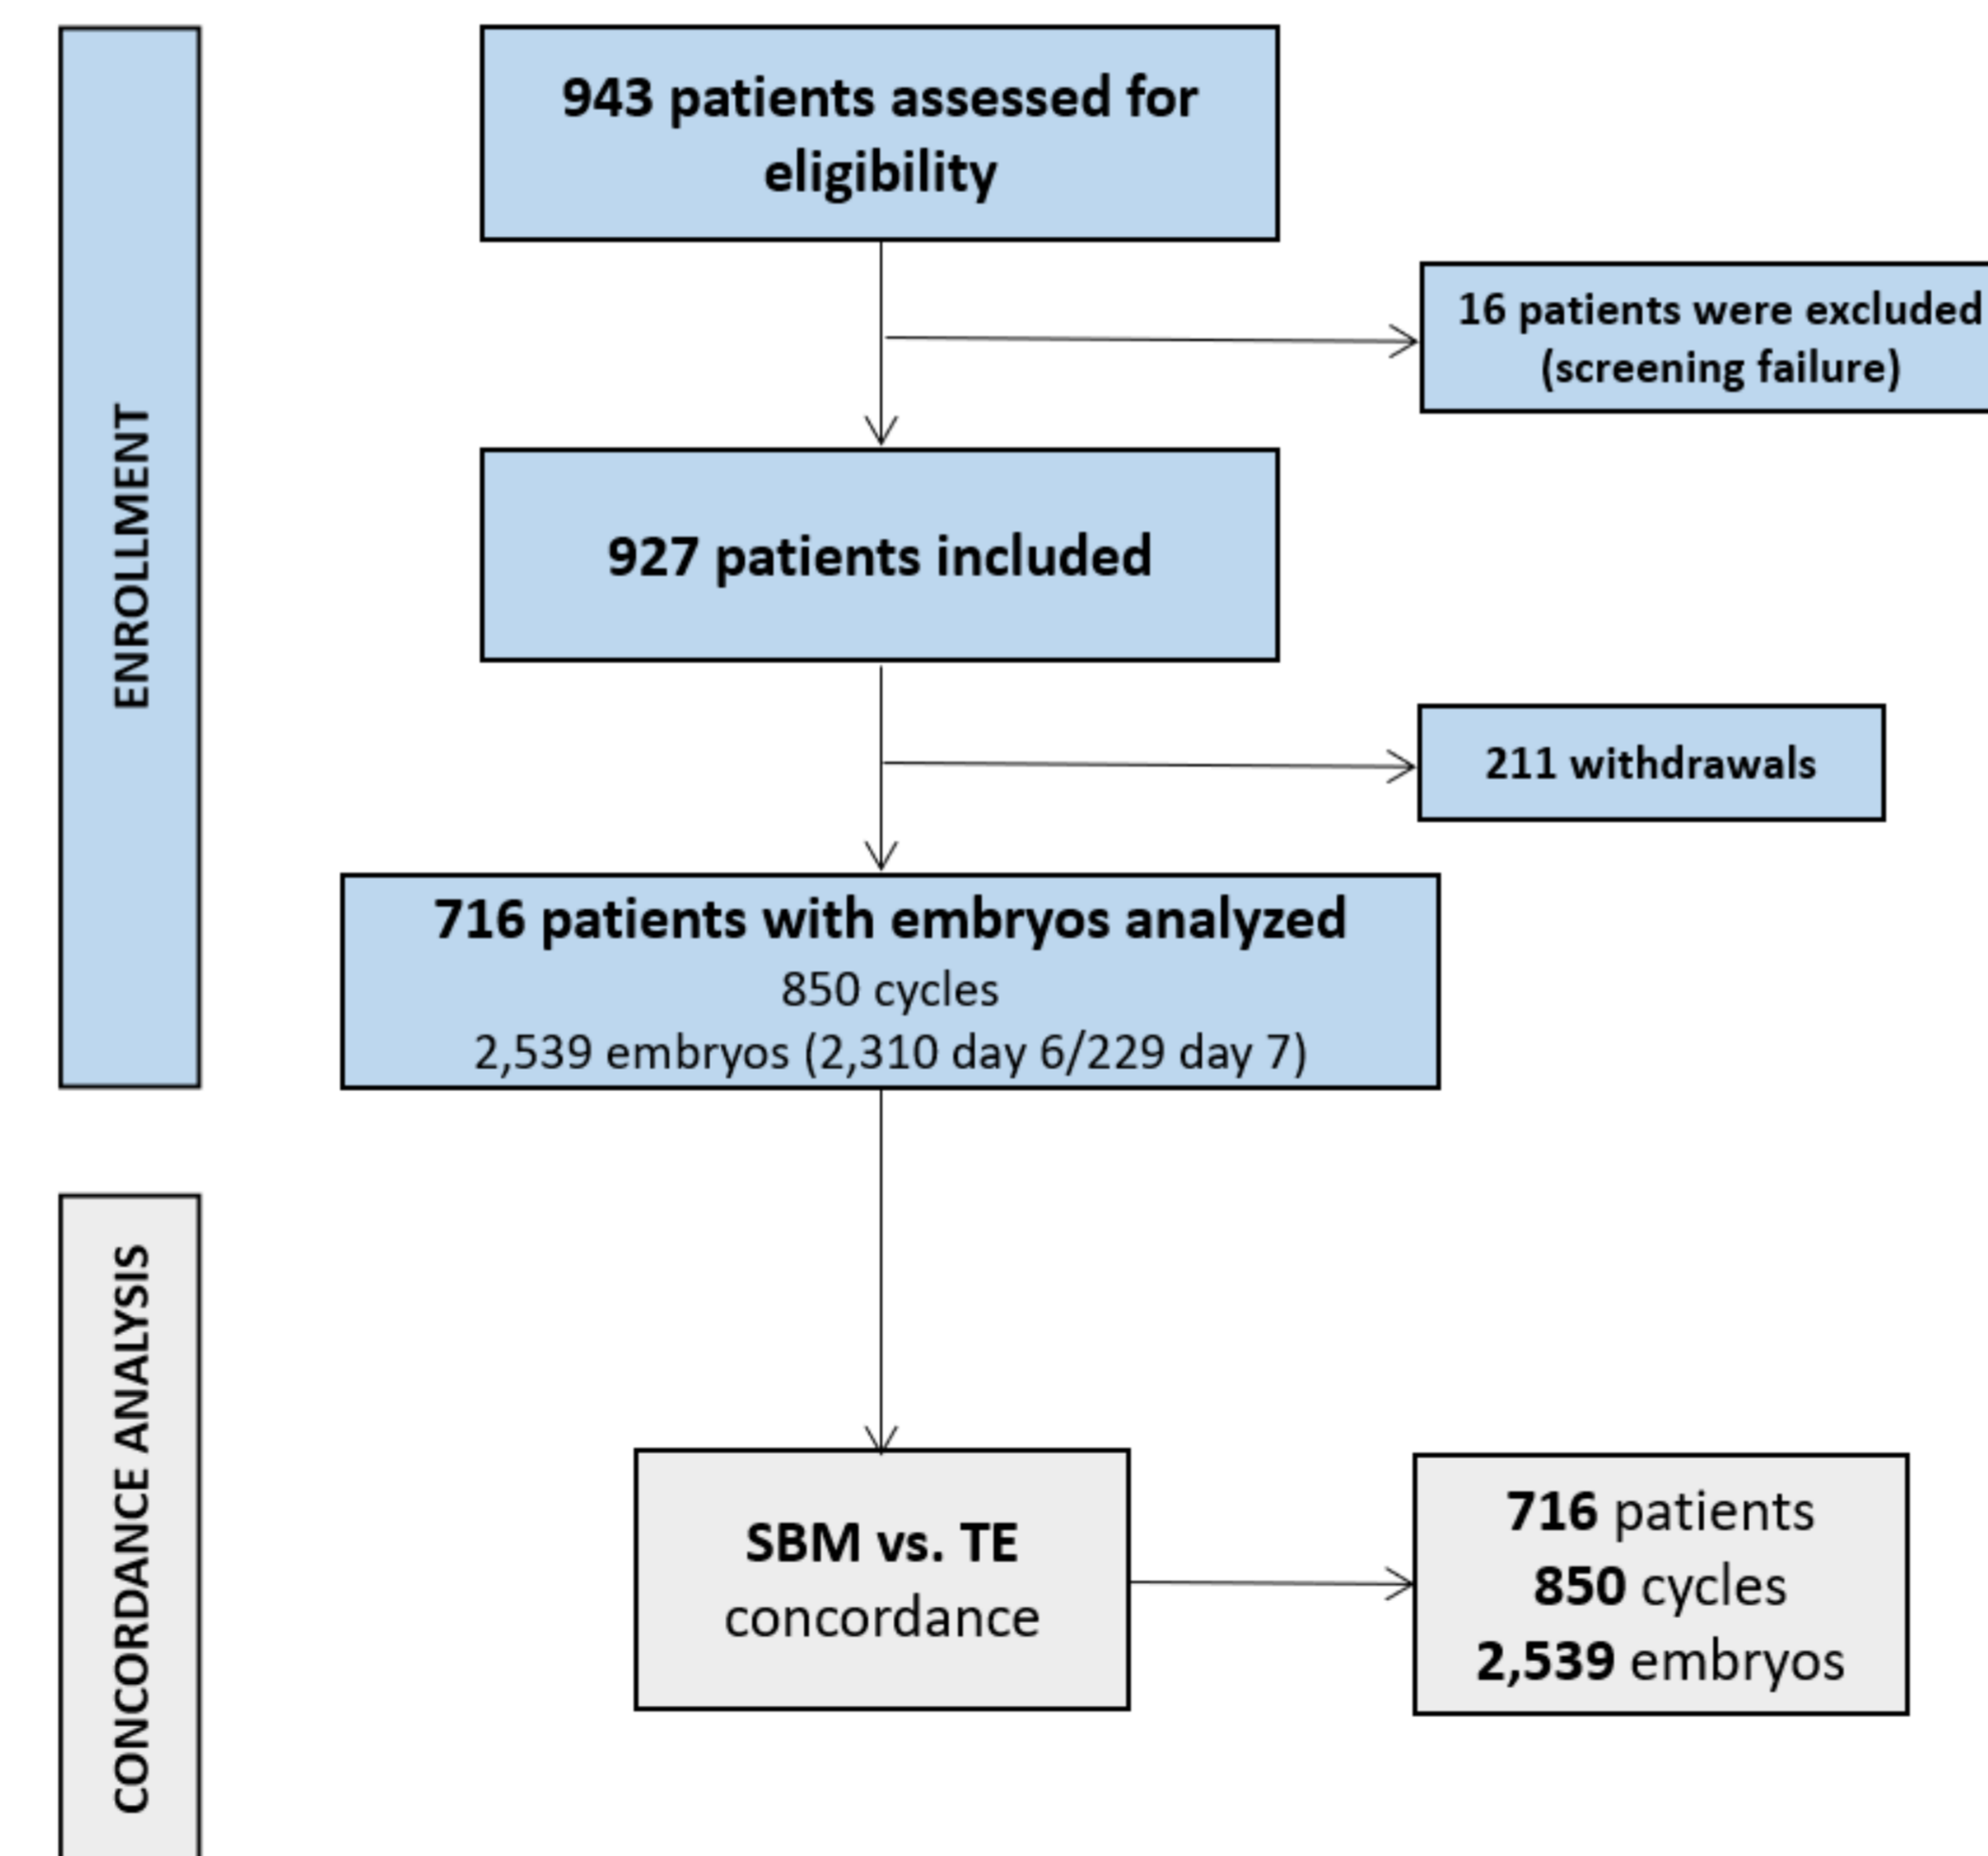 ENROLLMENT
943 patients assessed for
eligibility
16 patients were excluded
(screening failure)
927 patients included
211 withdrawals
716 patients with embryos analyzed
850 cycles
2,539 embryos (2,310 day 6/229 day 7)
CONCORDANCE ANALYSIS
SBM vs. TE
concordance
716 patients
850 cycles
2,539 embryos